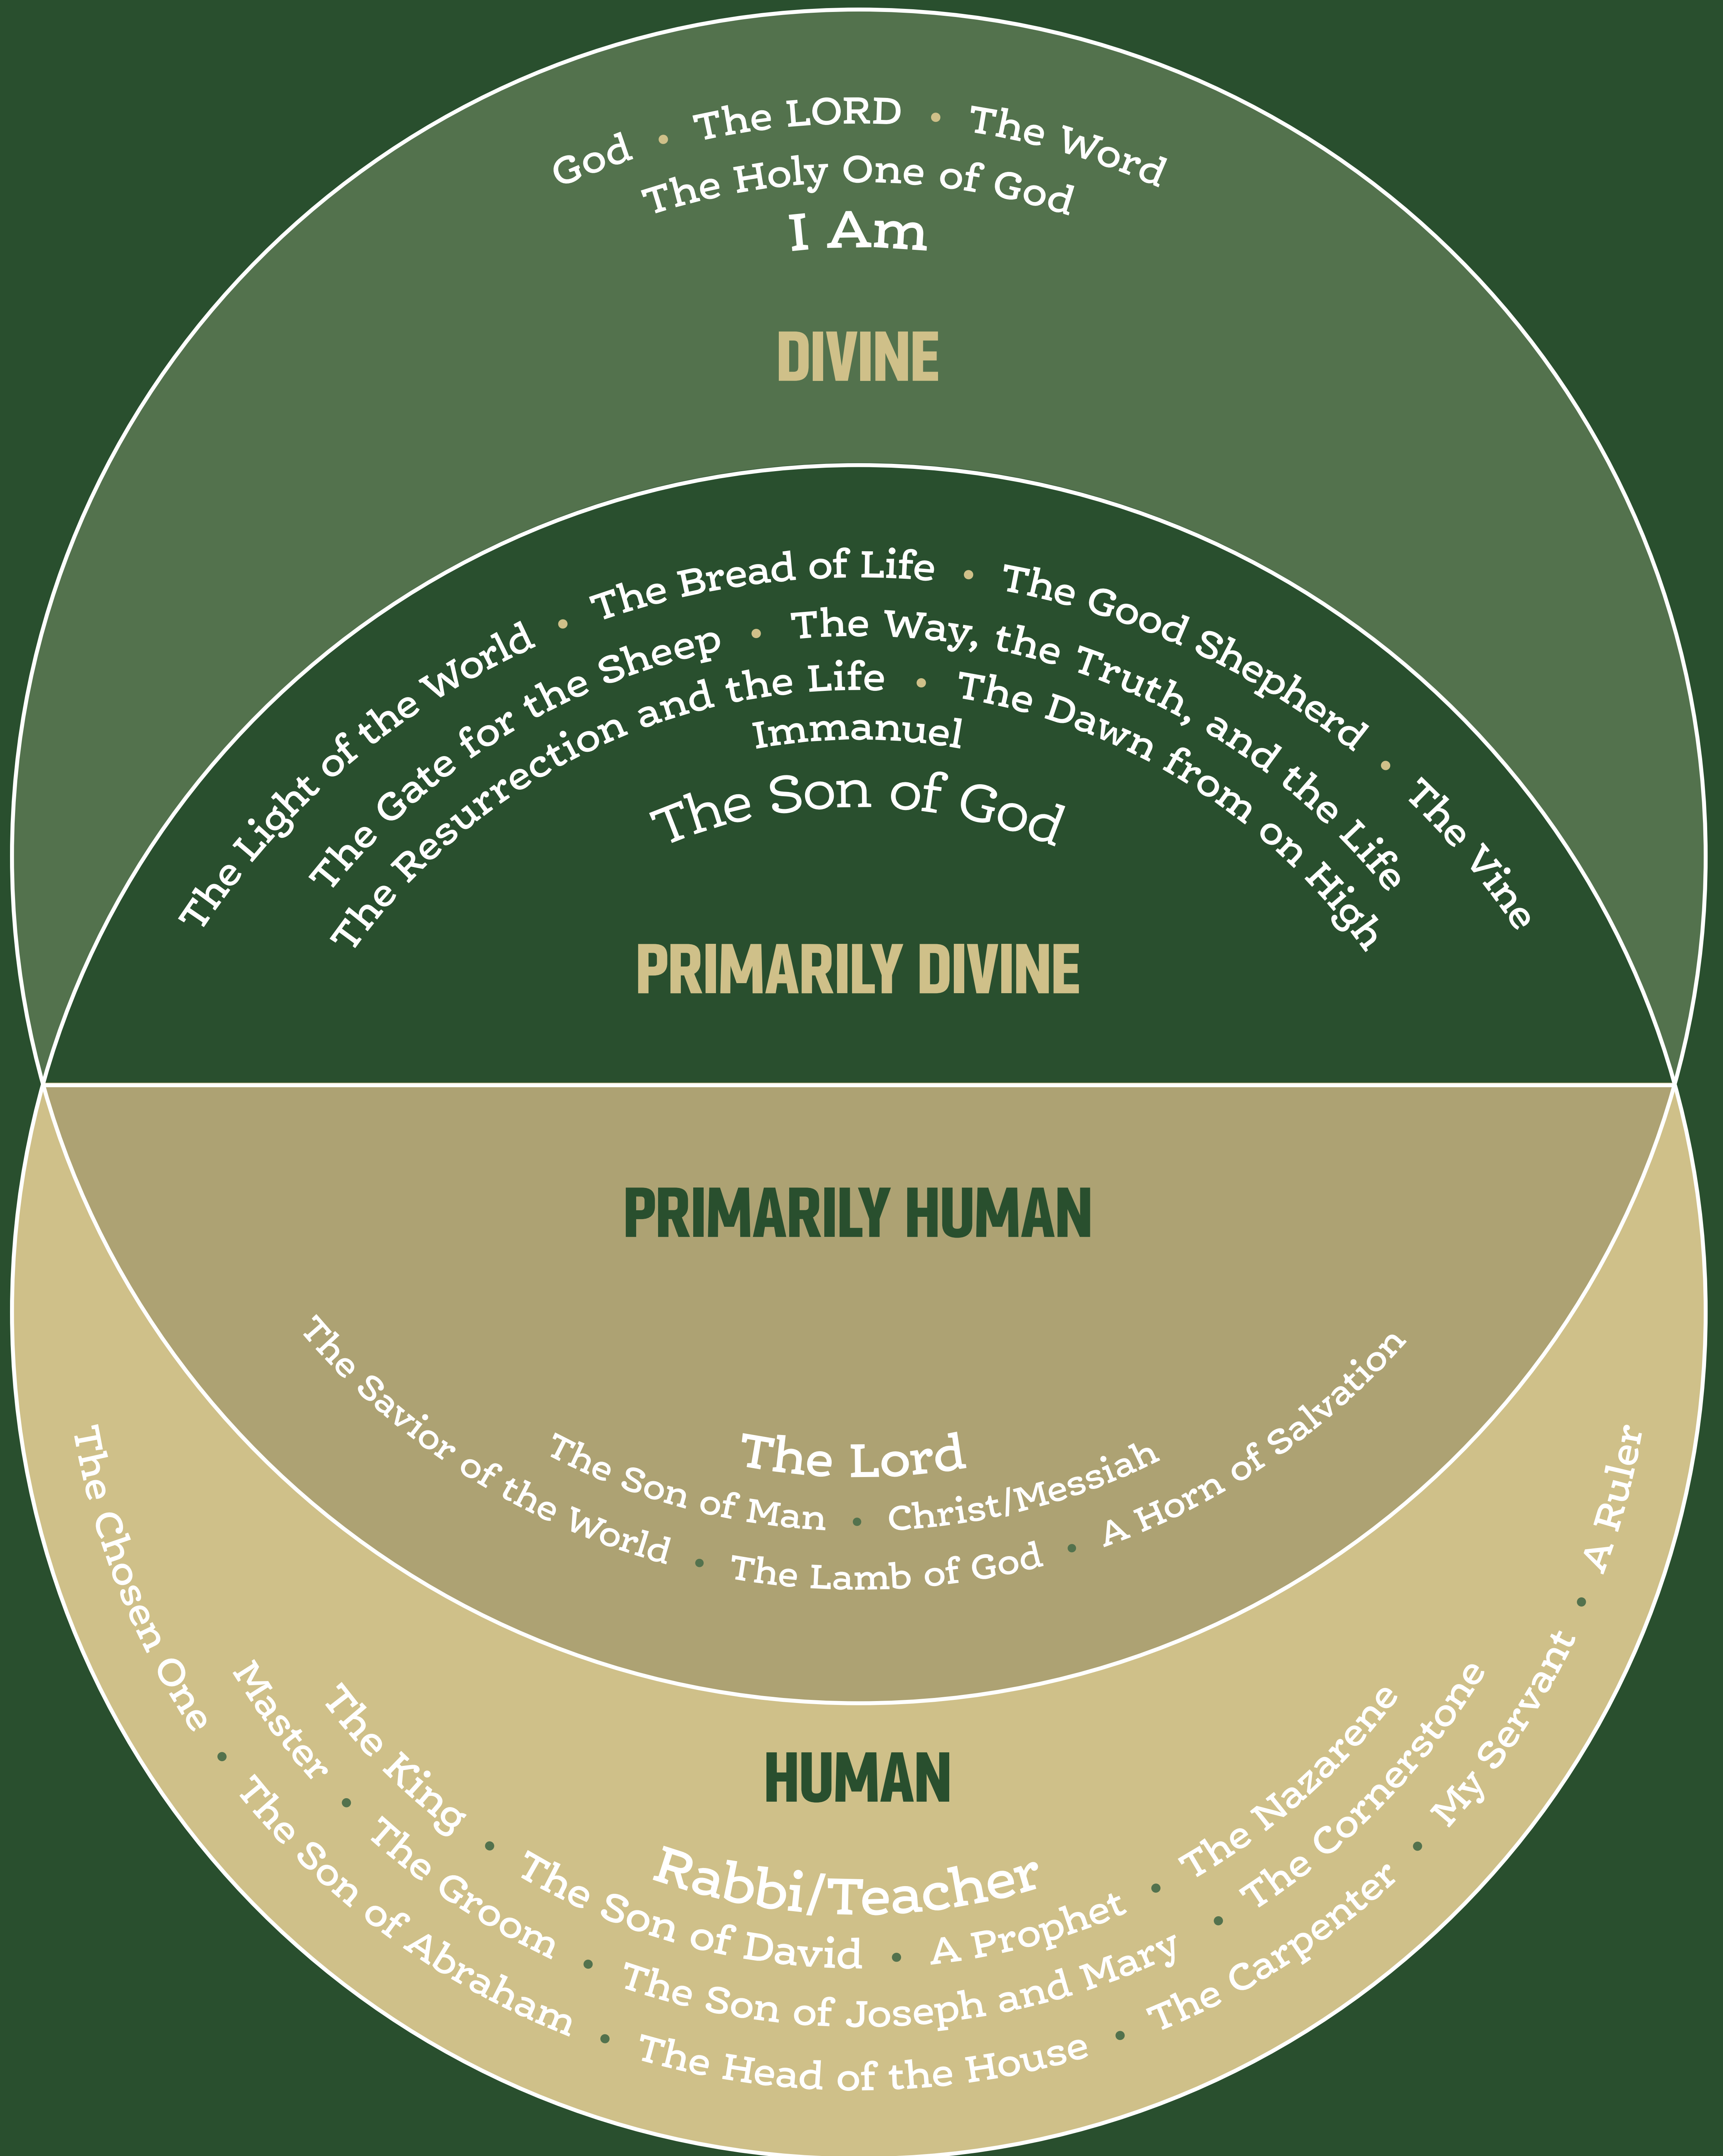 God • The LORD • The Word
The Holy One of God
I Am
DIVINE
The Light of the World • The Bread of Life • The Good Shepherd • The Vine
The Gate for the Sheep • The Way, the Truth, and the Life
The Resurrection and the Life • The Dawn from on High
Immanuel
The Son of God
PRIMARILY DIVINE
PRIMARILY HUMAN
The Lord
The Son of Man • Christ/Messiah
The Savior of the World • The Lamb of God • A Horn of Salvation
HUMAN
Rabbi/Teacher
The King • The Son of David • A Prophet • The Nazarene
Master • The Groom • The Son of Joseph and Mary • The Cornerstone
The Chosen One • The Son of Abraham • The Head of the House • The Carpenter • My Servant • A Ruler